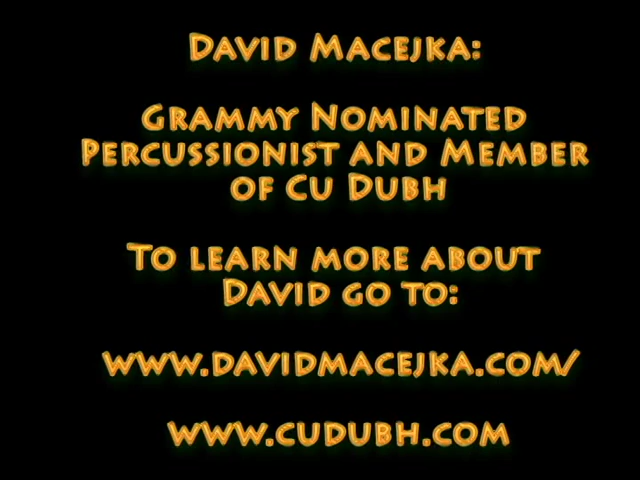 David Macejka:
Grammy Nominated
Percussionist and Member
of Cu Dubh
To learn more about
David go to:
www.davidmacejka.com/
www.cudubh.com